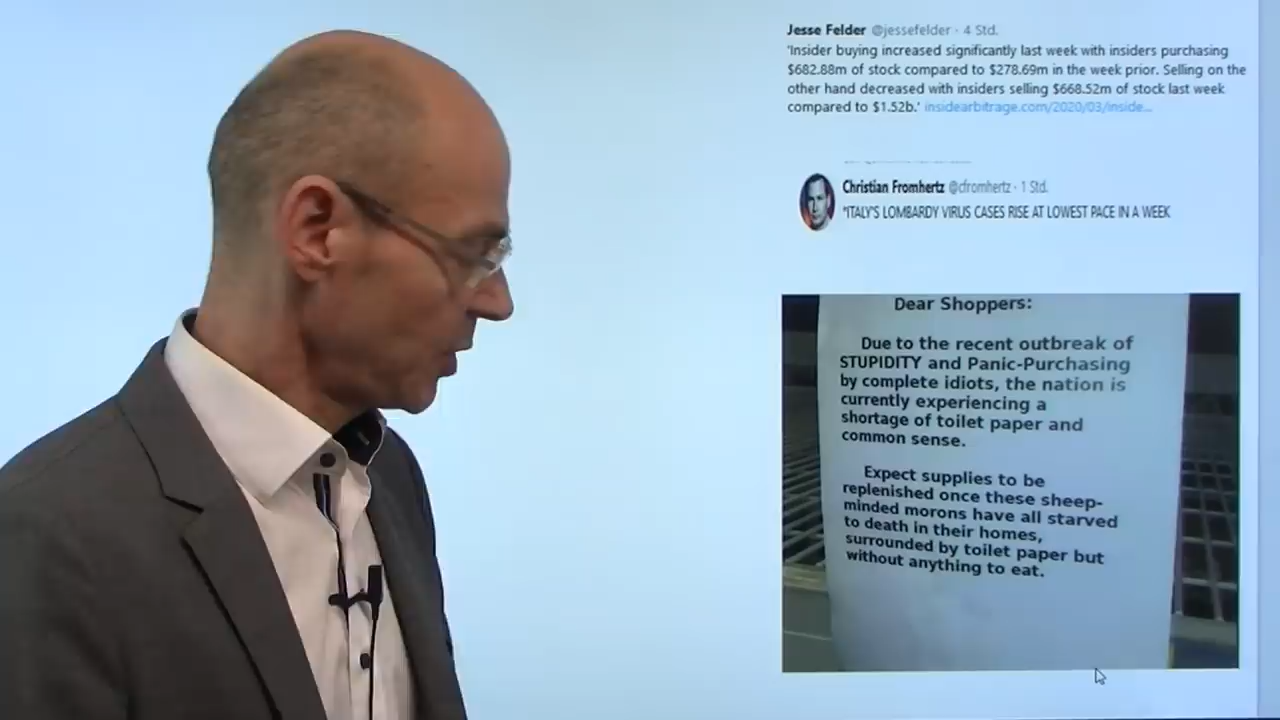 Jesse Felder @jessefelder · 4 Std.
'Insider buying increased significantly last week with insiders purchasing
$682.88m of stock compared to $278.69m in the week prior. Selling on the
other hand decreased with insiders selling $668.52m of stock last week
compared to $1.52b.' insidearbitrage.com/2020/03/inside...
Christian Fromhertz @cfromhertz · 1 Std.
*ITALY'S LOMBARDY VIRUS CASES RISE AT LOWEST PACE IN A WEEK
Dear Shoppers:
Due to the recent outbreak of
STUPIDITY and Panic-Purchasing
by complete idiots, the nation is
currently experiencing a
shortage of toilet paper and
common sense.
Expect supplies to be
replenished once these sheep-
minded morons have all starved
to death in their homes,
surrounded by toilet paper but
without anything to eat.